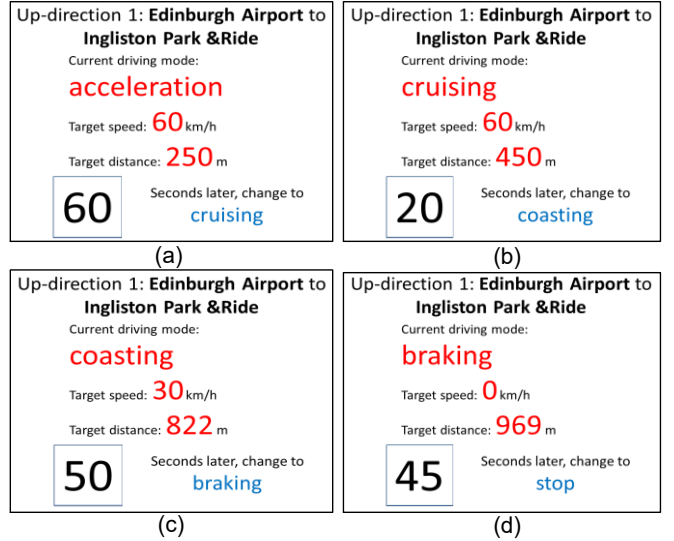 Up-direction 1: Edinburgh Airport to
Ingliston Park &Ride
Current driving mode:
acceleration
Target speed: 60 km/h
Target distance: 250 m
60
Seconds later, change to
cruising
(a)
Up-direction 1: Edinburgh Airport to
Ingliston Park &Ride
Current driving mode:
cruising
Target speed: 60 km/h
Target distance: 450 m
20
Seconds later, change to
coasting
(b)
Up-direction 1: Edinburgh Airport to
Ingliston Park &Ride
Current driving mode:
coasting
Target speed: 30 km/h
Target distance: 822 m
50
Seconds later, change to
braking
(c)
Up-direction 1: Edinburgh Airport to
Ingliston Park &Ride
Current driving mode:
braking
Target speed: 0 km/h
Target distance: 969 m
45
Seconds later, change to
stop
(d)